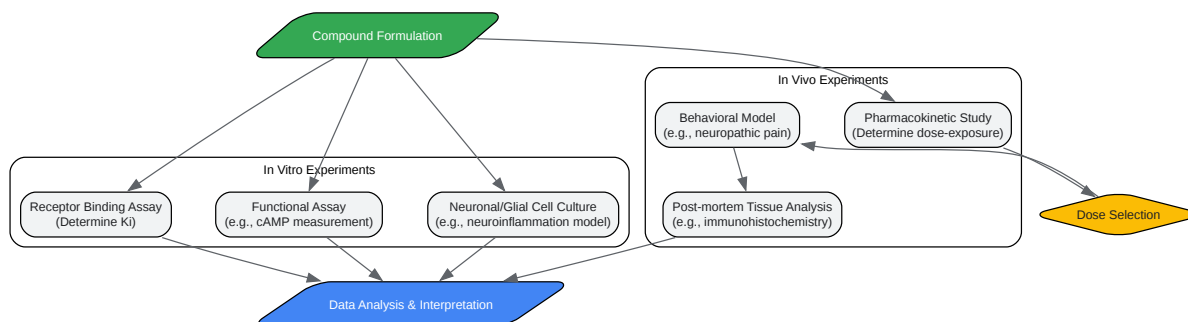 Compound Formulation
In Vivo Experiments
Behavioral Model
(e.g., neuropathic pain)
Pharmacokinetic Study
(Determine dose-exposure)
In Vitro Experiments
Receptor Binding Assay
(Determine Ki)
Functional Assay
(e.g., cAMP measurement)
Neuronal/Glial Cell Culture
(e.g., neuroinflammation model)
Post-mortem Tissue Analysis
(e.g., immunohistochemistry)
Dose Selection
Data Analysis & Interpretation